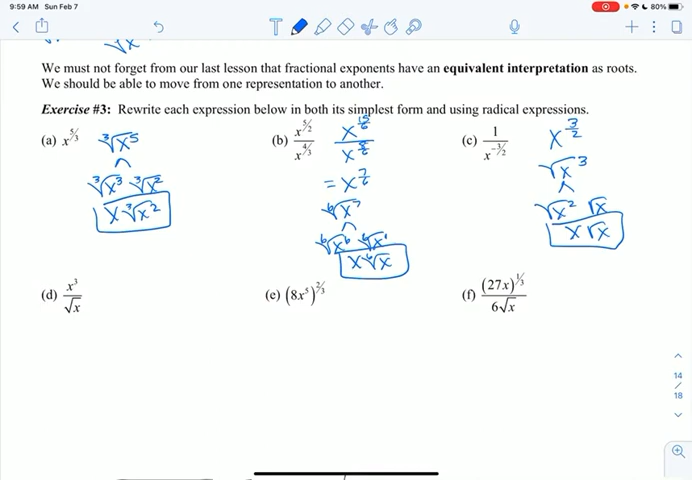 9:59 AM Sun Feb 7
80%
We must not forget from our last lesson that fractional exponents have an equivalent interpretation as roots.
We should be able to move from one representation to another.
Exercise #3: Rewrite each expression below in both its simplest form and using radical expressions.
(a) x^(5/3)
∛x⁵
∛x³ ∛x²
x∛x²
(b) x^(5/2) / x^(4/3)
x^(15/6) / x^(8/6)
= x^(7/6)
⁶√x⁷
⁶√x⁶ ⁶√x
x ⁶√x
(c) 1 / x^(-3/2)
x^(3/2)
√x³
√x² √x
x √x
(d) x³ / √x
(e) (8x⁵)^(2/3)
(f) (27x)^(1/3) / 6√x
14
/
18